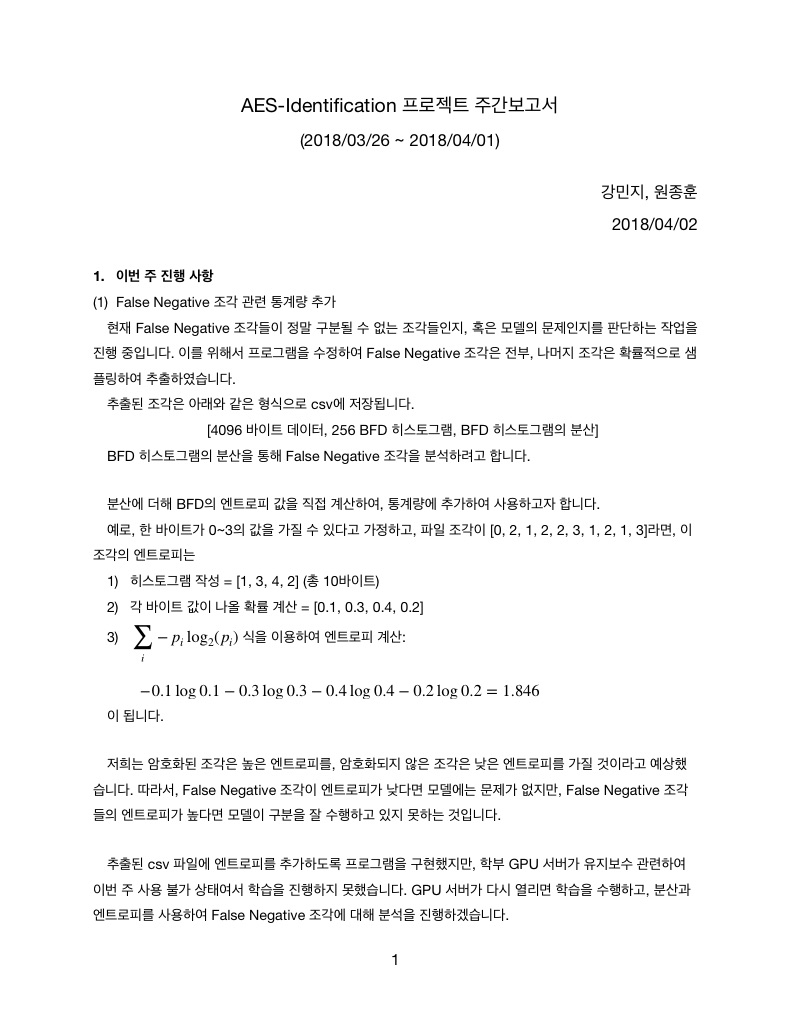 AES-Identification 프로젝트 주간보고서
(2018/03/26 ~ 2018/04/01)
강민지, 원종훈
2018/04/02
1. 이번 주 진행 사항
(1) False Negative 조각 관련 통계량 추가
현재 False Negative 조각들이 정말 구분될 수 없는 조각들인지, 혹은 모델의 문제인지를 판단하는 작업을
진행 중입니다. 이를 위해서 프로그램을 수정하여 False Negative 조각은 전부, 나머지 조각은 확률적으로 샘
플링하여 추출하였습니다.
추출된 조각은 아래와 같은 형식으로 csv에 저장됩니다.
[4096 바이트 데이터, 256 BFD 히스토그램, BFD 히스토그램의 분산]
BFD 히스토그램의 분산을 통해 False Negative 조각을 분석하려고 합니다.
분산에 더해 BFD의 엔트로피 값을 직접 계산하여, 통계량에 추가하여 사용하고자 합니다.
예로, 한 바이트가 0~3의 값을 가질 수 있다고 가정하고, 파일 조각이 [0, 2, 1, 2, 2, 3, 1, 2, 1, 3]라면, 이
조각의 엔트로피는
1) 히스토그램 작성 = [1, 3, 4, 2] (총 10바이트)
2) 각 바이트 값이 나올 확률 계산 = [0.1, 0.3, 0.4, 0.2]
3) ∑_i − p_i log_2(p_i) 식을 이용하여 엔트로피 계산:
−0.1 log 0.1 − 0.3 log 0.3 − 0.4 log 0.4 − 0.2 log 0.2 = 1.846
이 됩니다.
저희는 암호화된 조각은 높은 엔트로피를, 암호화되지 않은 조각은 낮은 엔트로피를 가질 것이라고 예상했
습니다. 따라서, False Negative 조각이 엔트로피가 낮다면 모델에는 문제가 없지만, False Negative 조각
들의 엔트로피가 높다면 모델이 구분을 잘 수행하고 있지 못하는 것입니다.
추출된 csv 파일에 엔트로피를 추가하도록 프로그램을 구현했지만, 학부 GPU 서버가 유지보수 관련하여
이번 주 사용 불가 상태여서 학습을 진행하지 못했습니다. GPU 서버가 다시 열리면 학습을 수행하고, 분산과
엔트로피를 사용하여 False Negative 조각에 대해 분석을 진행하겠습니다.
1